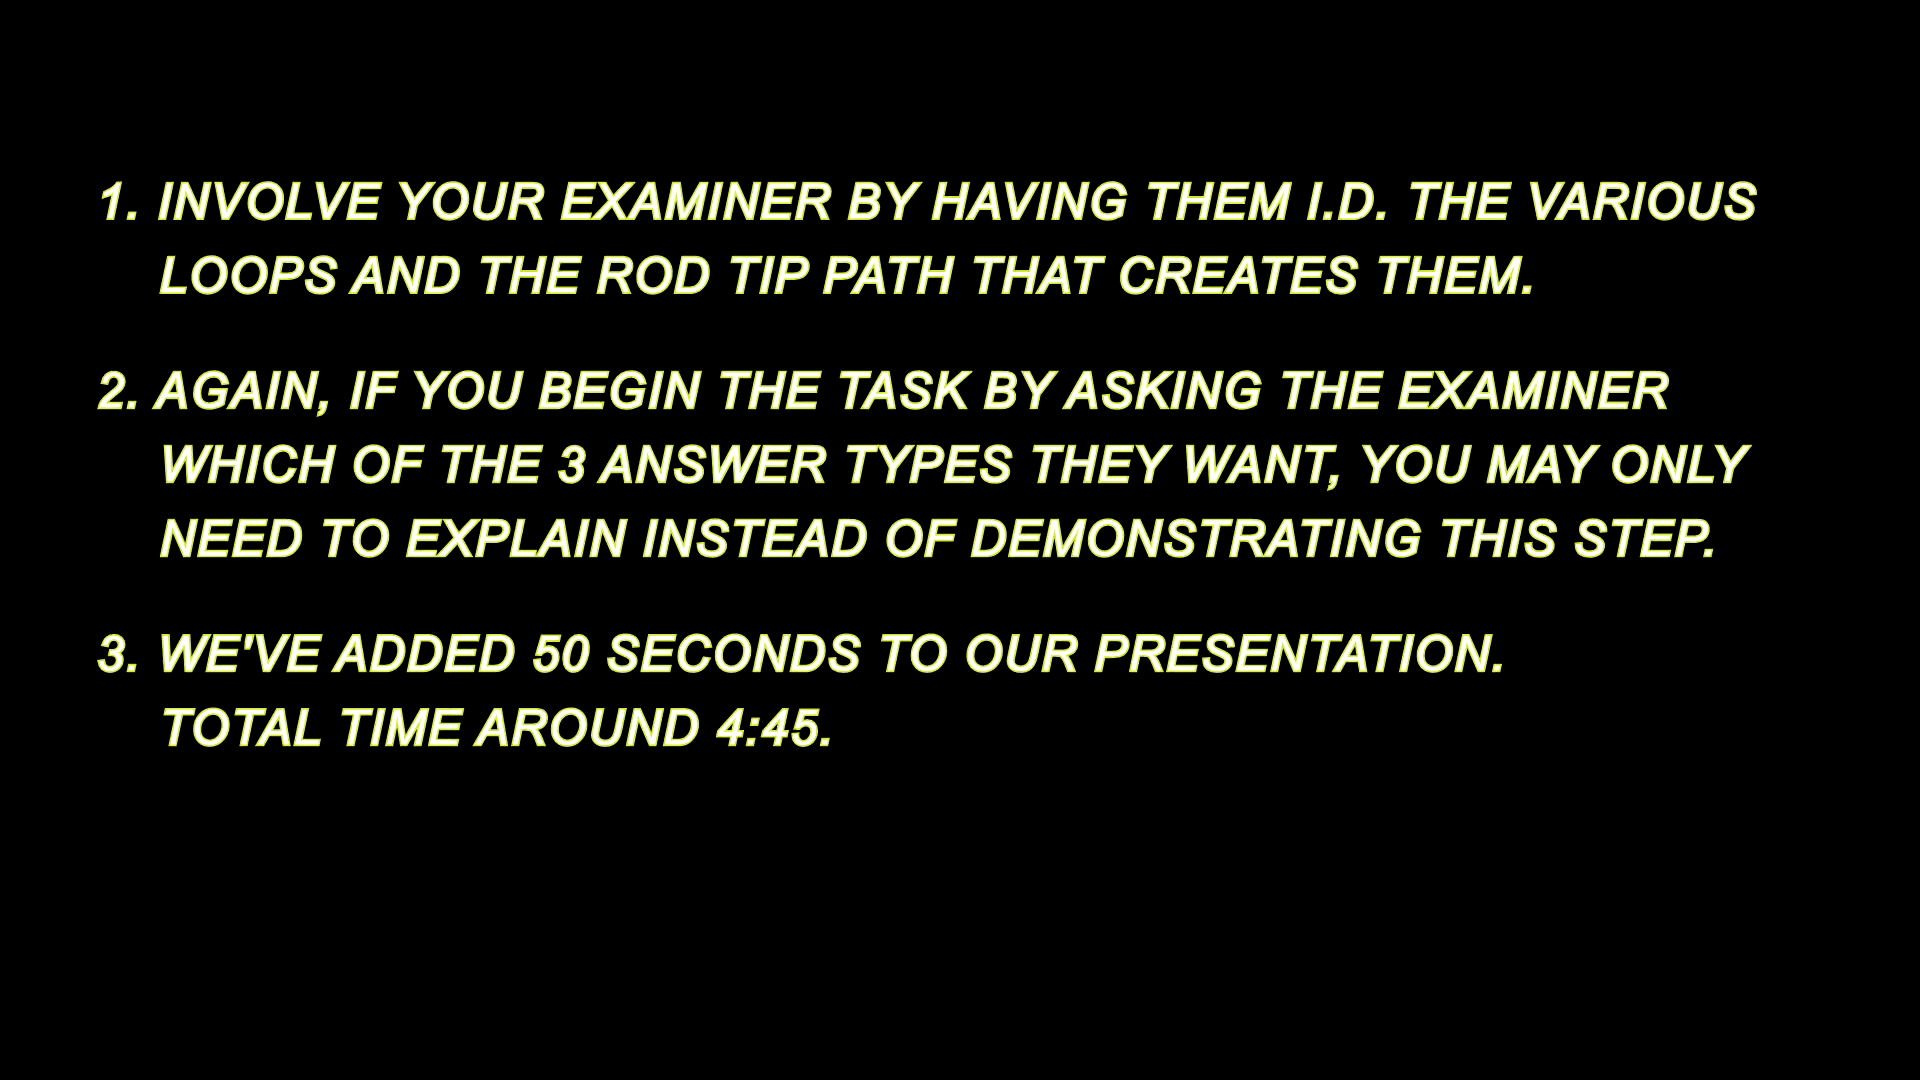 1. INVOLVE YOUR EXAMINER BY HAVING THEM I.D. THE VARIOUS
LOOPS AND THE ROD TIP PATH THAT CREATES THEM.
2. AGAIN, IF YOU BEGIN THE TASK BY ASKING THE EXAMINER
WHICH OF THE 3 ANSWER TYPES THEY WANT, YOU MAY ONLY
NEED TO EXPLAIN INSTEAD OF DEMONSTRATING THIS STEP.
3. WE'VE ADDED 50 SECONDS TO OUR PRESENTATION.
TOTAL TIME AROUND 4:45.